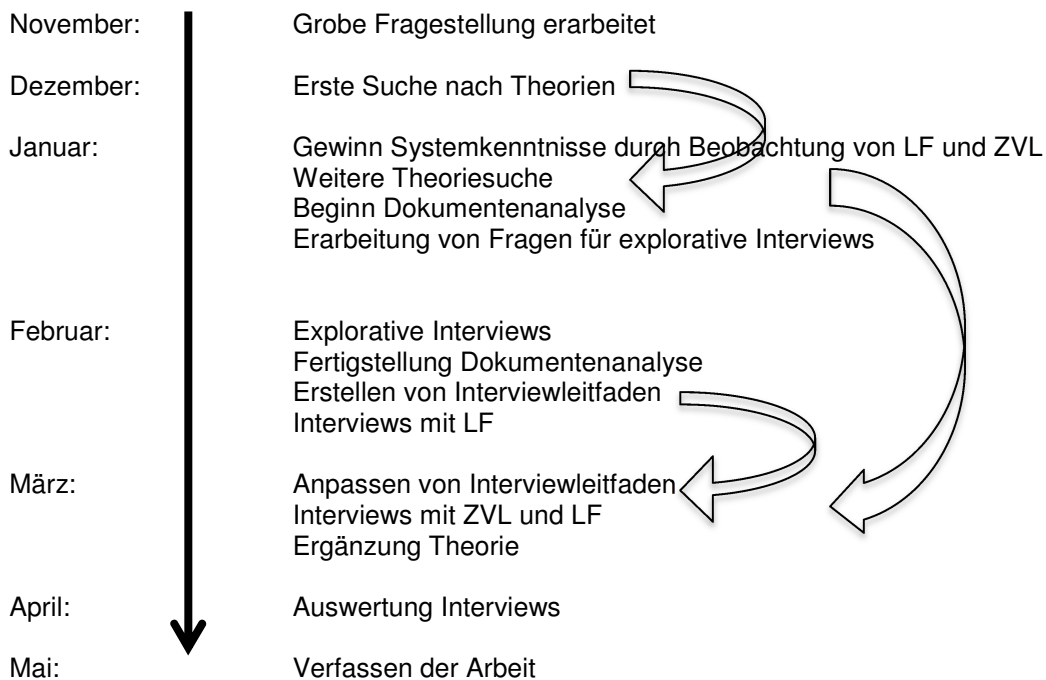 November: Grobe Fragestellung erarbeitet
Dezember: Erste Suche nach Theorien
Januar: Gewinn Systemkenntnisse durch Beobachtung von LF und ZVL
Weitere Theoriesuche
Beginn Dokumentenanalyse
Erarbeitung von Fragen für explorative Interviews
Februar: Explorative Interviews
Fertigstellung Dokumentenanalyse
Erstellen von Interviewleitfaden
Interviews mit LF
März: Anpassen von Interviewleitfaden
Interviews mit ZVL und LF
Ergänzung Theorie
April: Auswertung Interviews
Mai: Verfassen der Arbeit